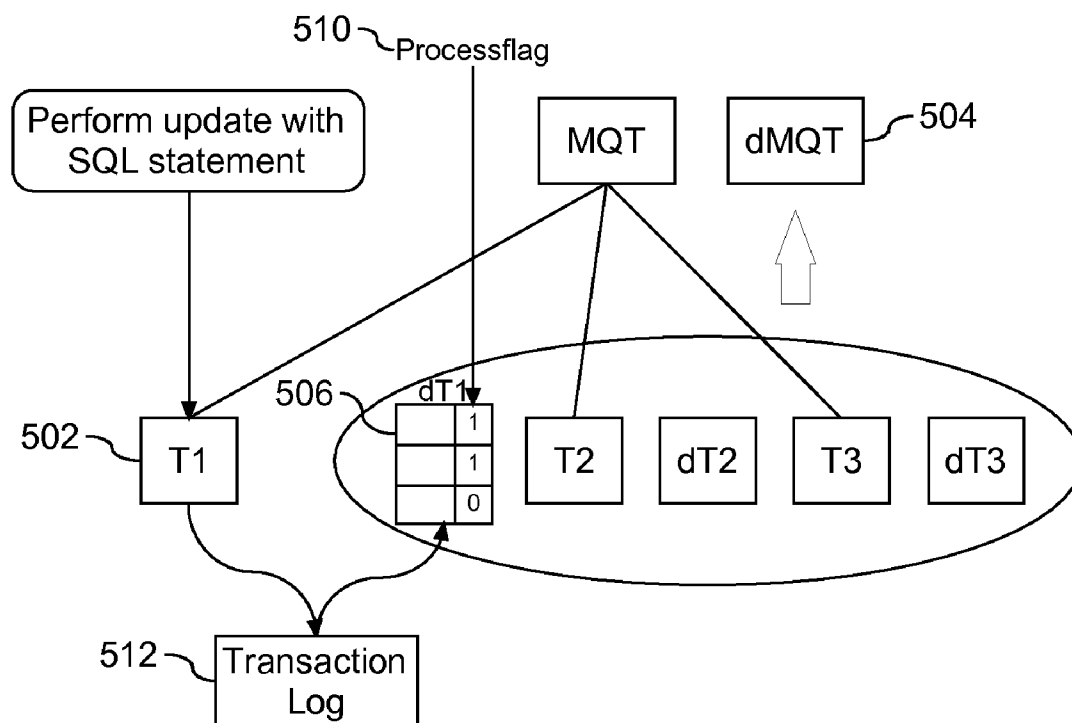 510
Processflag
Perform update with
SQL statement
MQT
dMQT
504
506
dT1
1
1
0
502
T1
T2
dT2
T3
dT3
512
Transaction
Log